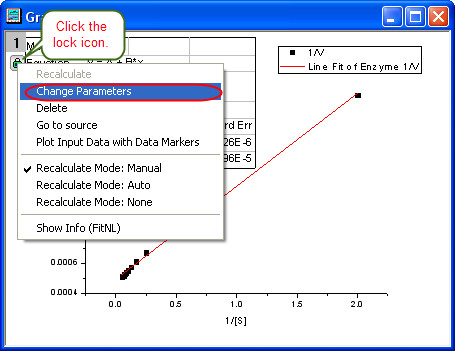 Gr
Click the
lock icon.
1
1/V
Line Fit of Enzyme 1/V
Recalculate
Change Parameters
Delete
Go to source
Plot Input Data with Data Markers
Recalculate Mode: Manual
Recalculate Mode: Auto
Recalculate Mode: None
Show Info (FitNL)
rd Err
26E-6
96E-5
0.0006
0.0004
0.0
0.5
1.0
1.5
2.0
1/[S]